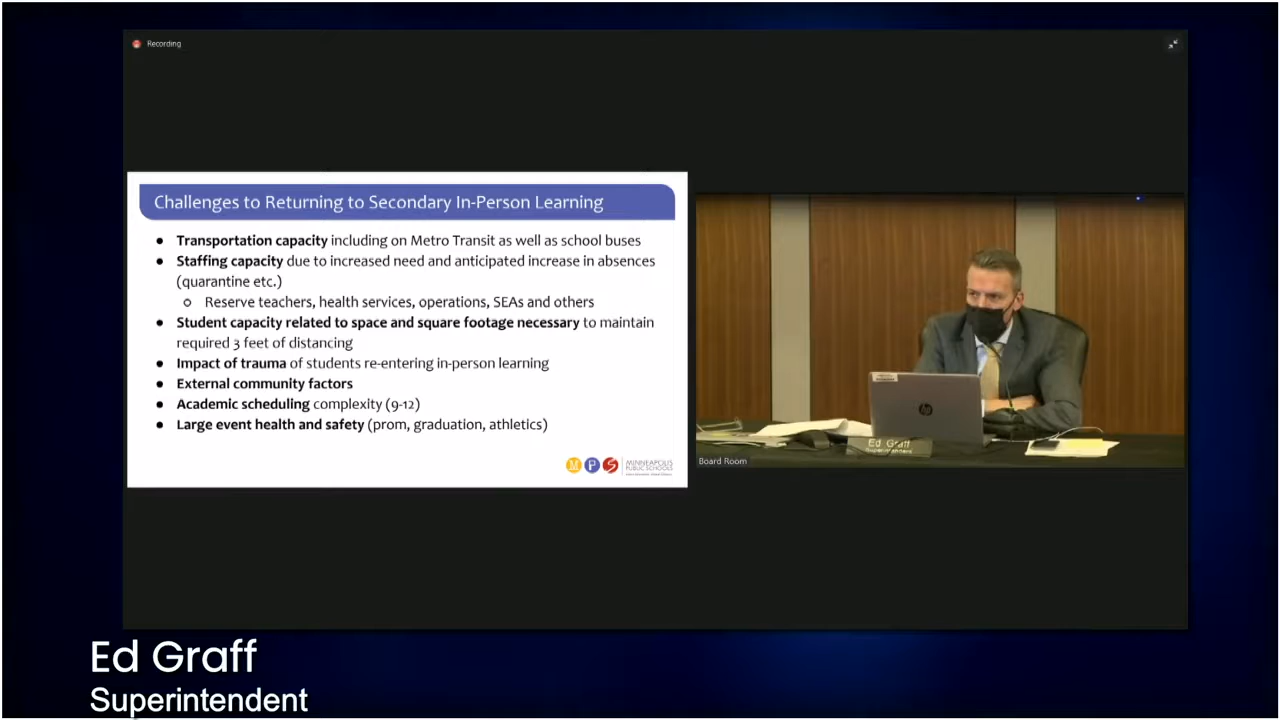 Recording
Challenges to Returning to Secondary In-Person Learning
● Transportation capacity including on Metro Transit as well as school buses
● Staffing capacity due to increased need and anticipated increase in absences
(quarantine etc.)
○ Reserve teachers, health services, operations, SEAs and others
● Student capacity related to space and square footage necessary to maintain
required 3 feet of distancing
● Impact of trauma of students re-entering in-person learning
● External community factors
● Academic scheduling complexity (9-12)
● Large event health and safety (prom, graduation, athletics)
M P S
MINNEAPOLIS
PUBLIC SCHOOLS
hp
Ed Graff
Superintendent
Board Room
Ed Graff
Superintendent